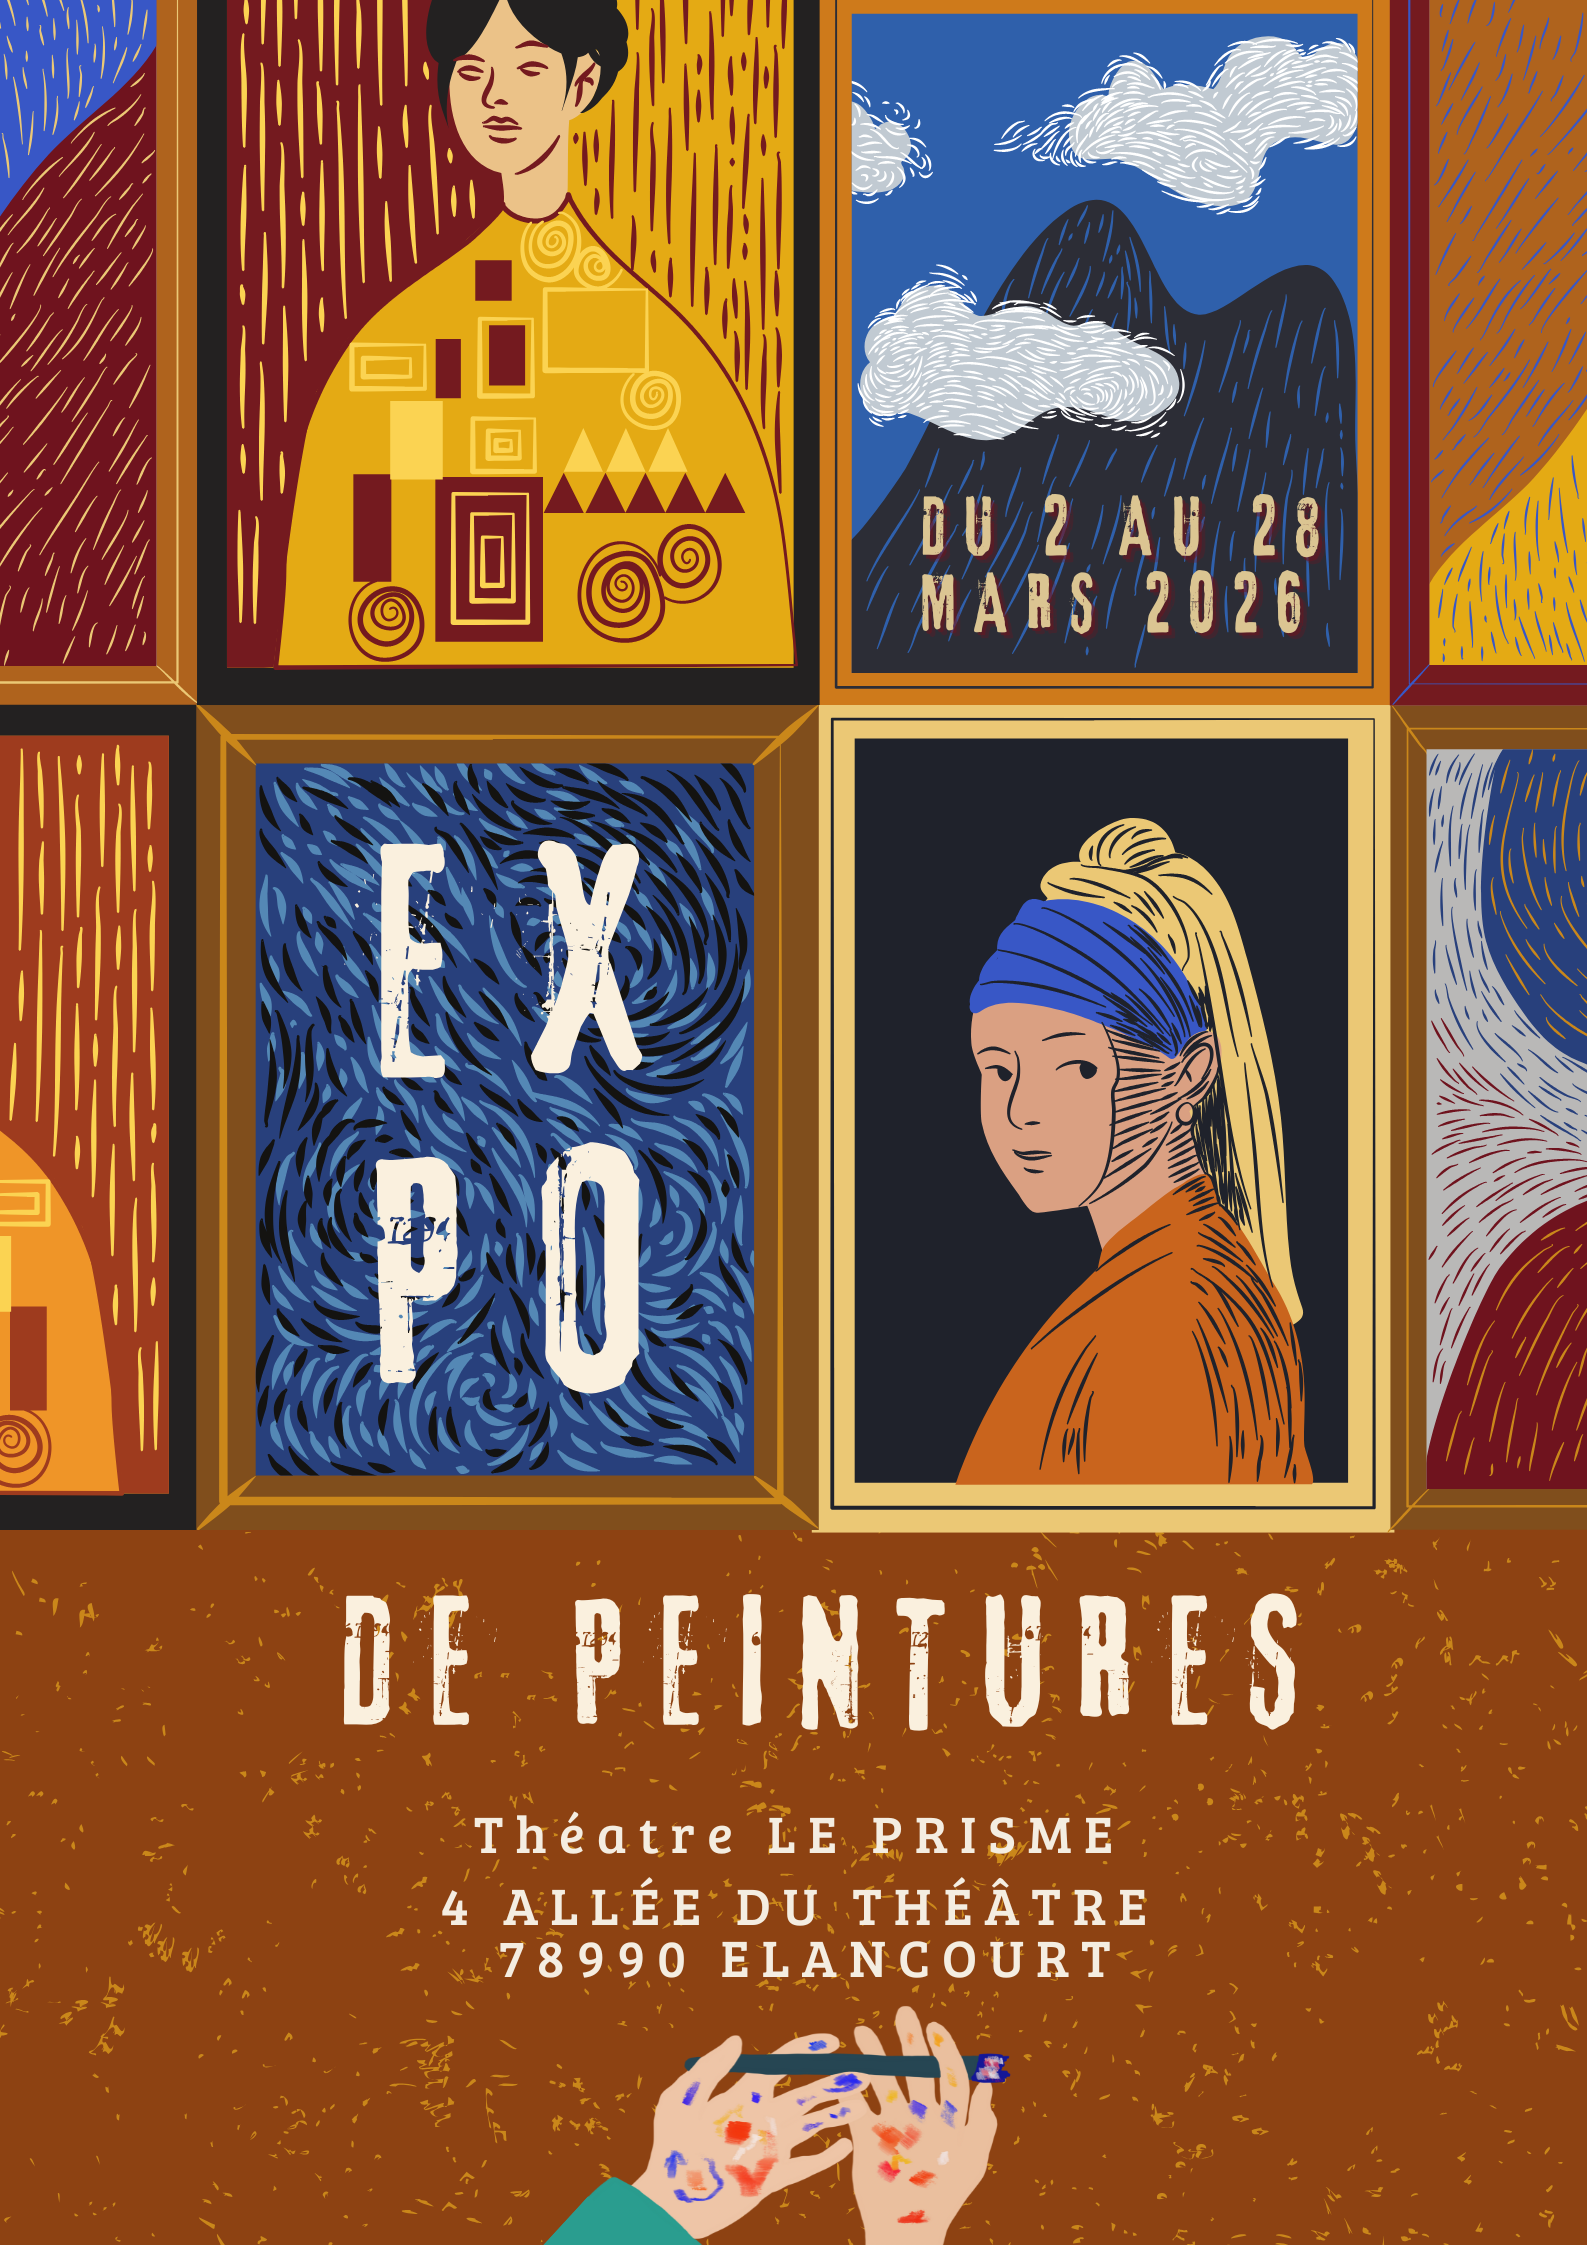 DU 2 AU 28
MARS 2026
EX
PO
DE PEINTURES
Théatre LE PRISME
4 ALLÉE DU THÉÂTRE
78990 ELANCOURT